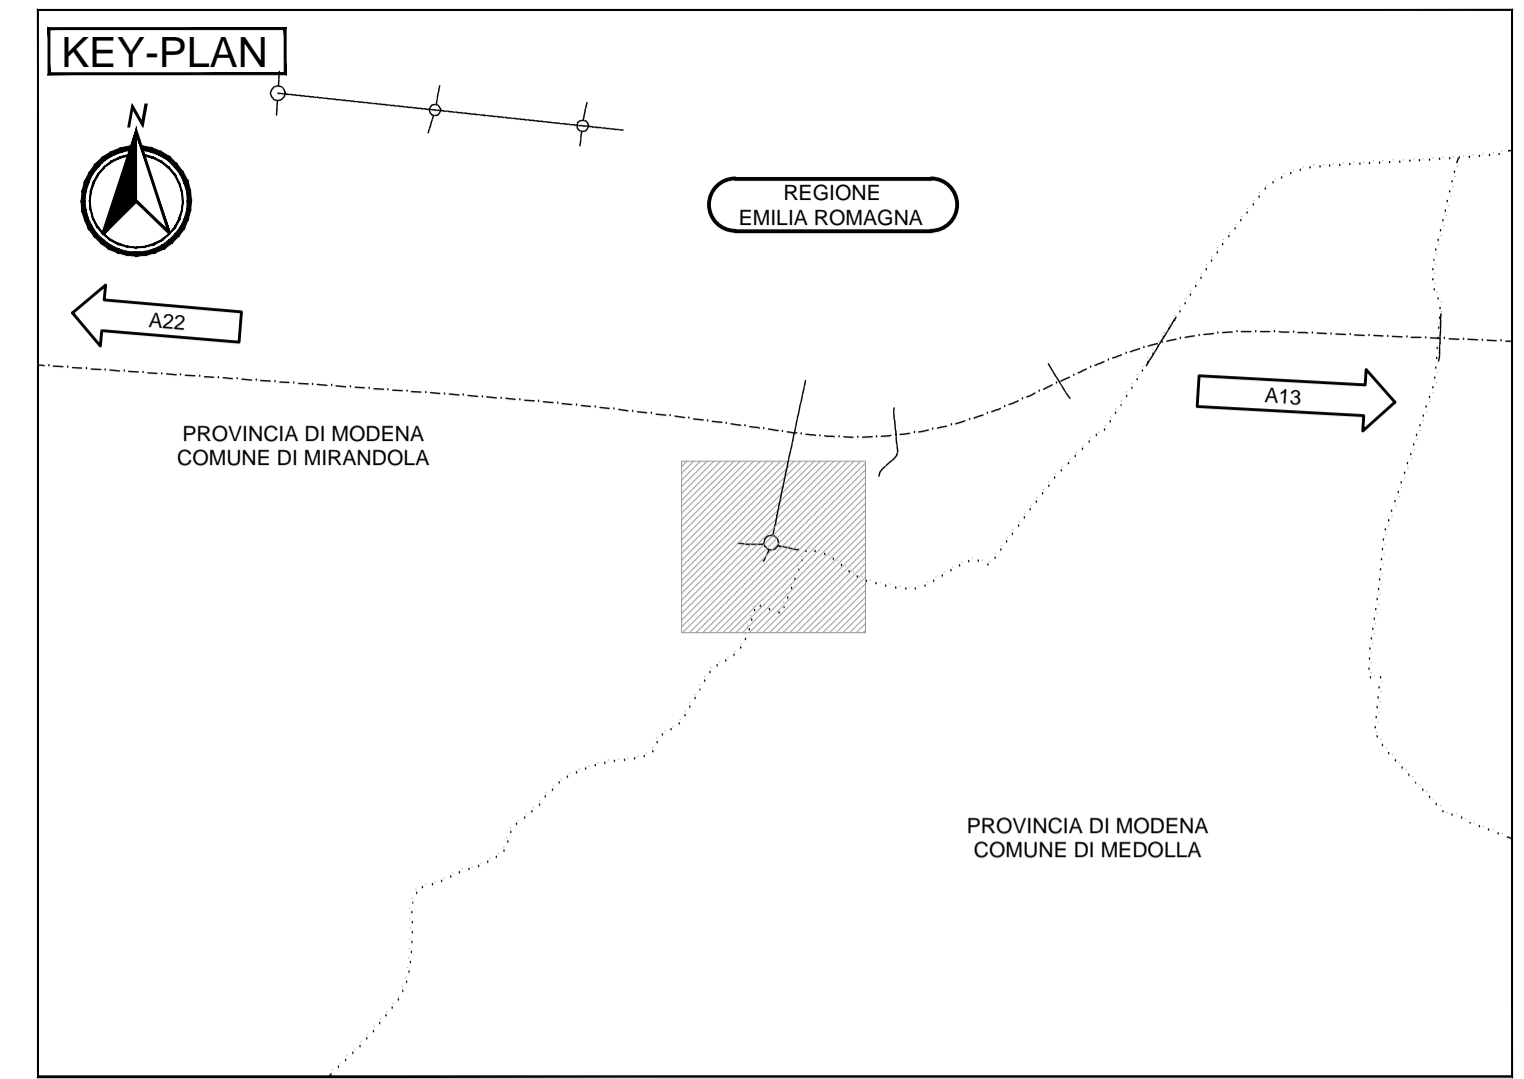 KEY-PLAN
N
REGIONE
EMILIA ROMAGNA
A22
A13
PROVINCIA DI MODENA
COMUNE DI MIRANDOLA
PROVINCIA DI MODENA
COMUNE DI MEDOLLA